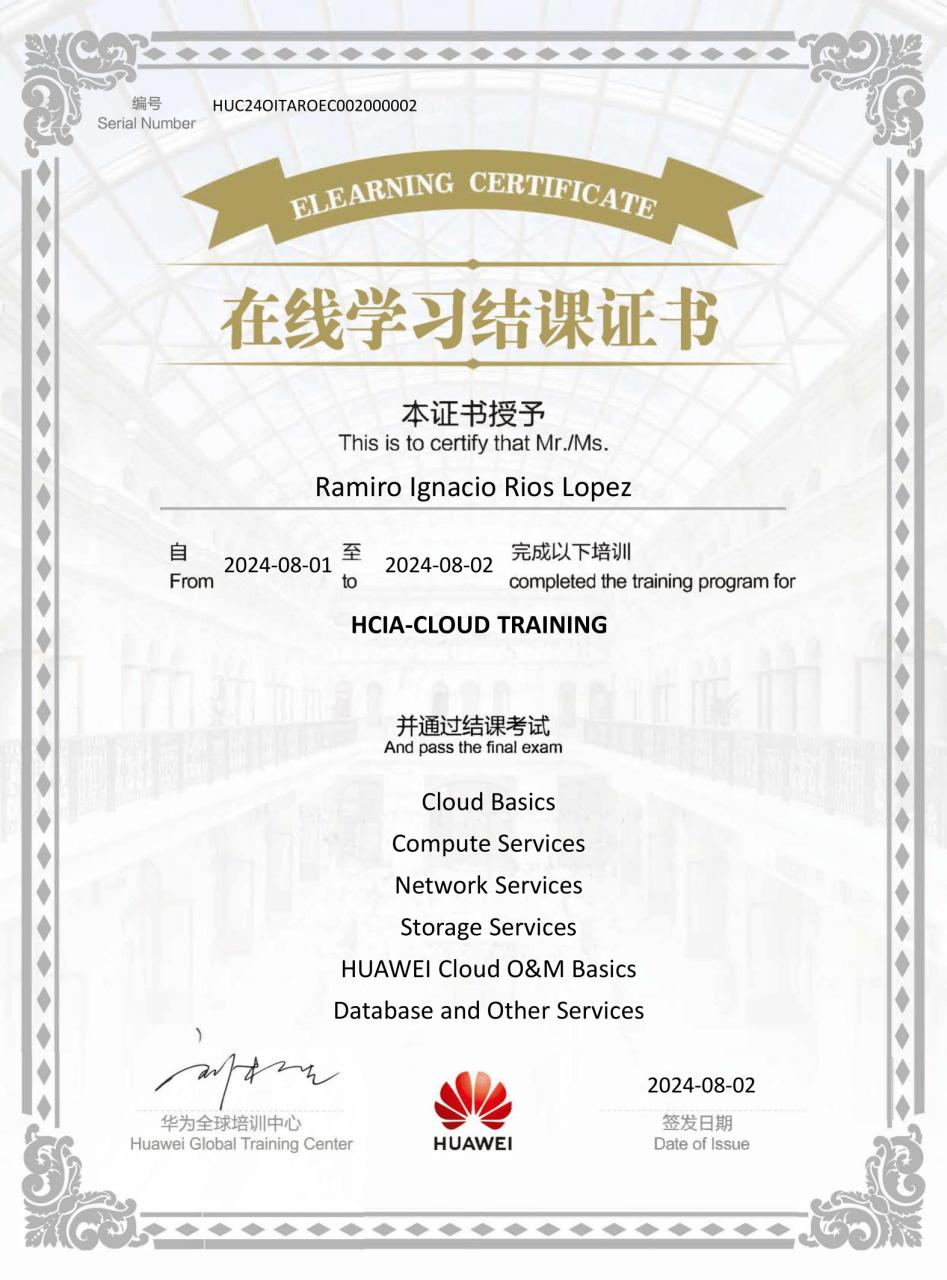 编号
HUC24OITAROEC002000002
Serial Number
ELEARNING CERTIFICATE
在线学习结课证书
本证书授予
This is to certify that Mr./Ms.
Ramiro Ignacio Rios Lopez
自 至 完成以下培训
From 2024-08-01 to 2024-08-02 completed the training program for
HCIA-CLOUD TRAINING
并通过结课考试
And pass the final exam
Cloud Basics
Compute Services
Network Services
Storage Services
HUAWEI Cloud O&M Basics
Database and Other Services
华为全球培训中心
Huawei Global Training Center
HUAWEI
2024-08-02
签发日期
Date of Issue